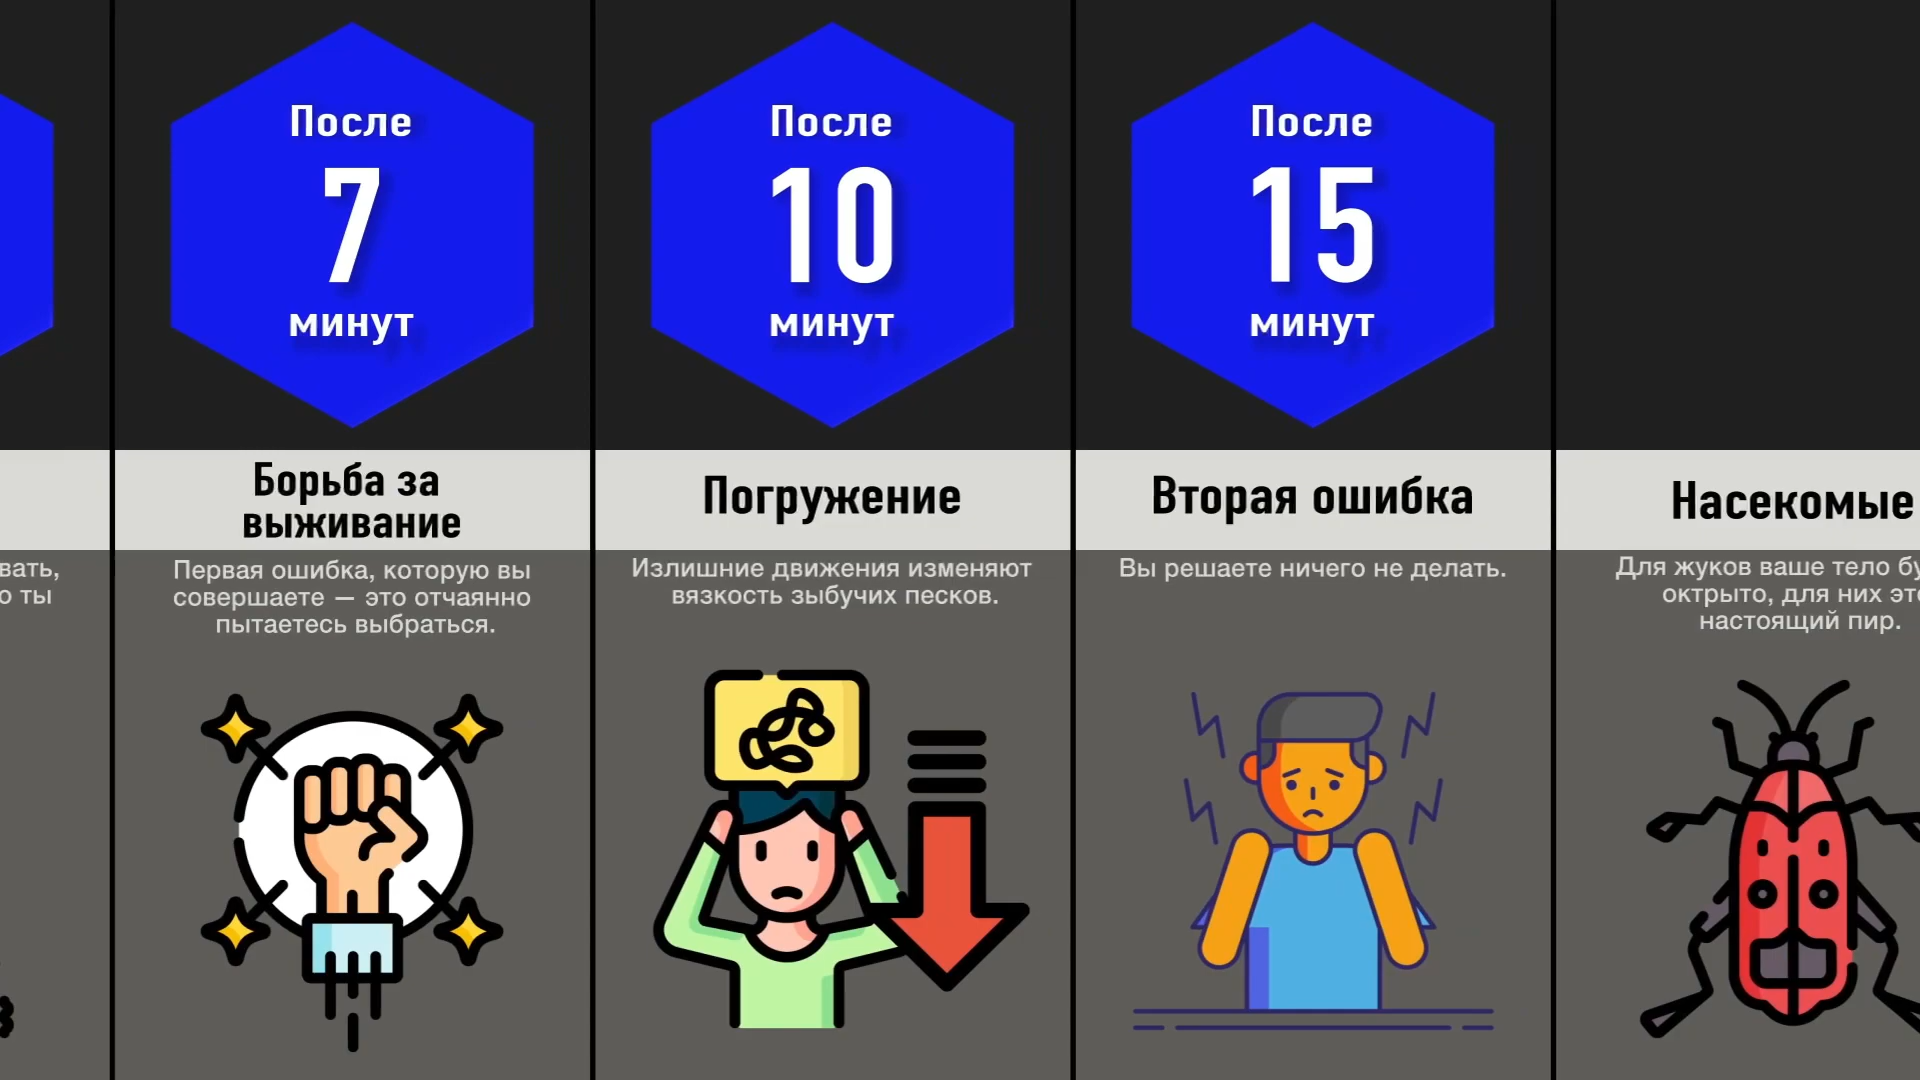 После
7
минут
Борьба за
выживание
Первая ошибка, которую вы
совершаете — это отчаянно
пытаетесь выбраться.
После
10
минут
Погружение
Излишние движения изменяют
вязкость зыбучих песков.
После
15
минут
Вторая ошибка
Вы решаете ничего не делать.
Насекомые
Для жуков ваше тело
октрыто, для них
настоящий пир.